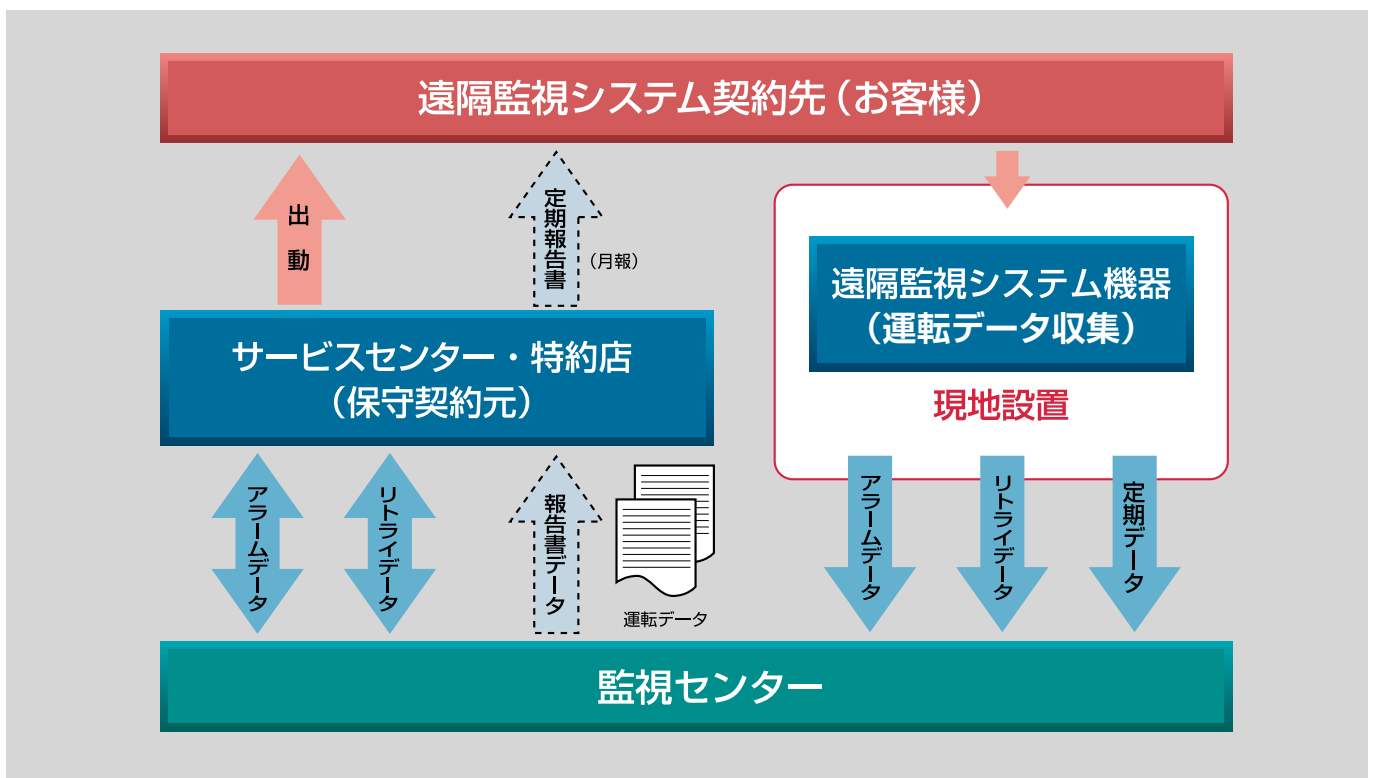 遠隔監視システム契約先（お客様）
出動
定期報告書
（月報）
遠隔監視システム機器
（運転データ収集）
現地設置
サービスセンター・特約店
（保守契約元）
アラームデータ
リトライデータ
報告書データ
運転データ
アラームデータ
リトライデータ
定期データ
監視センター